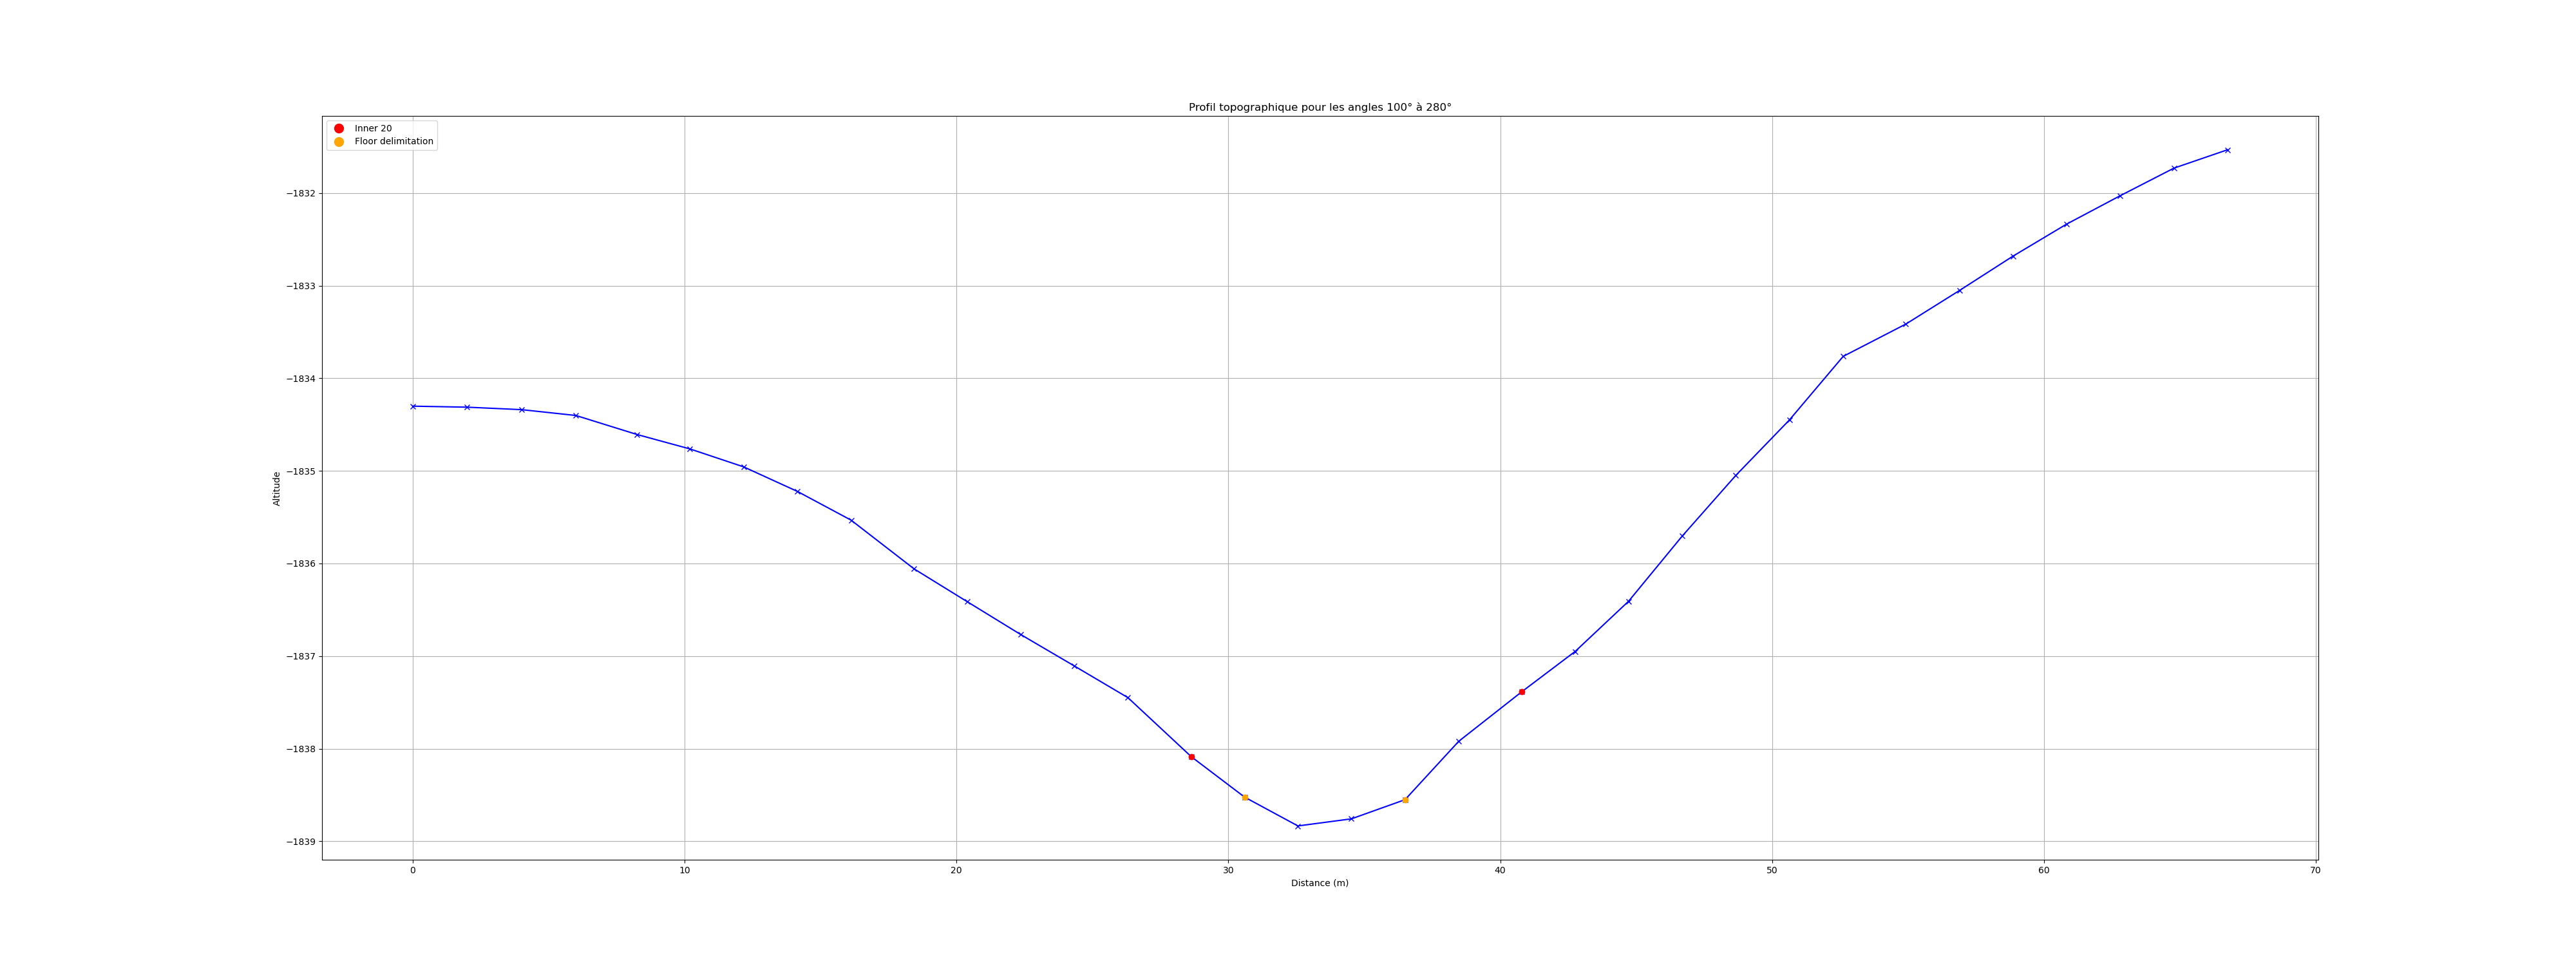 Profil topographique pour les angles 100° à 280°
Inner 20
Floor delimitation
−1832
−1833
−1834
−1835
−1836
−1837
−1838
−1839
Altitude
0 10 20 30 40 50 60 70
Distance (m)